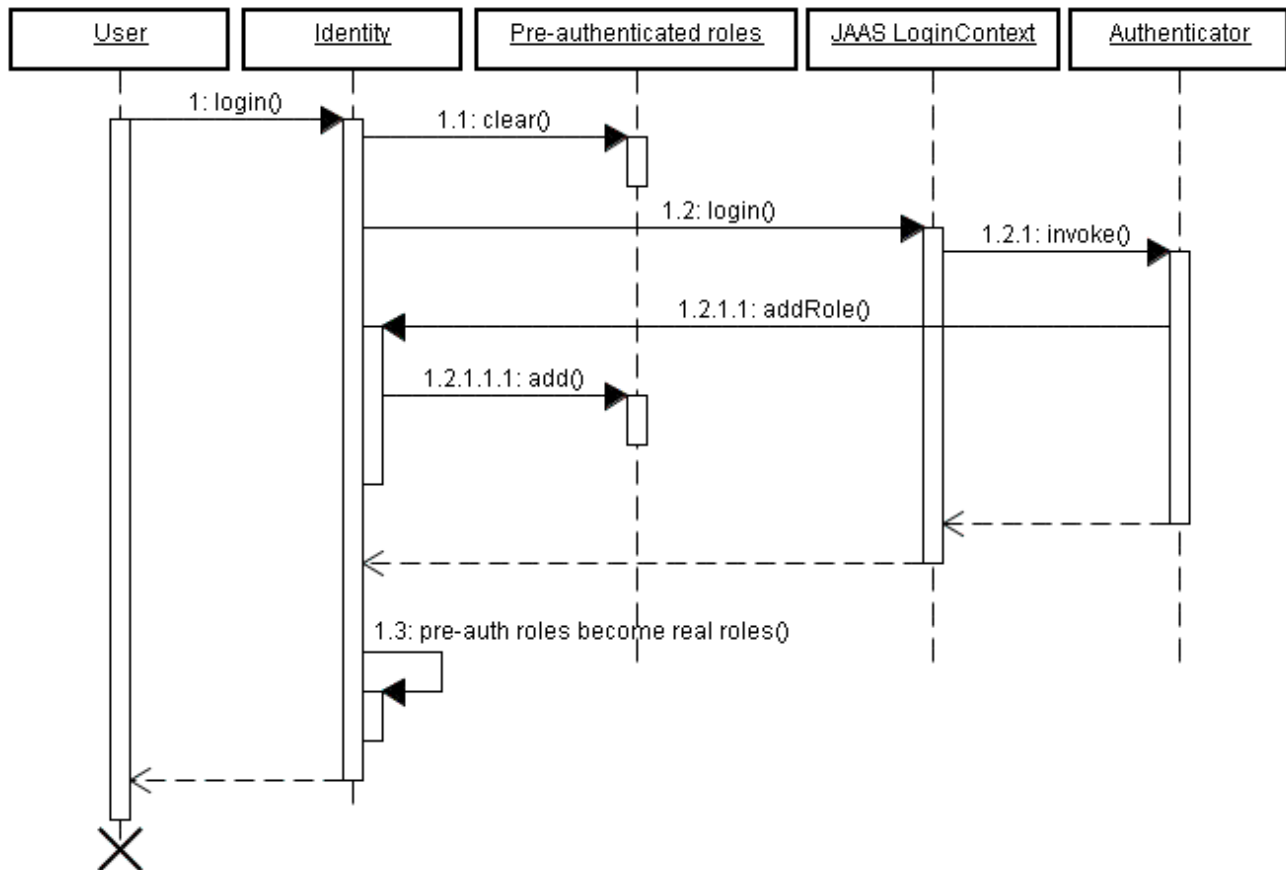 User
Identity
Pre-authenticated roles
JAAS LoginContext
Authenticator
1: login()
1.1: clear()
1.2: login()
1.2.1: invoke()
1.2.1.1: addRole()
1.2.1.1.1: add()
1.3: pre-auth roles become real roles()